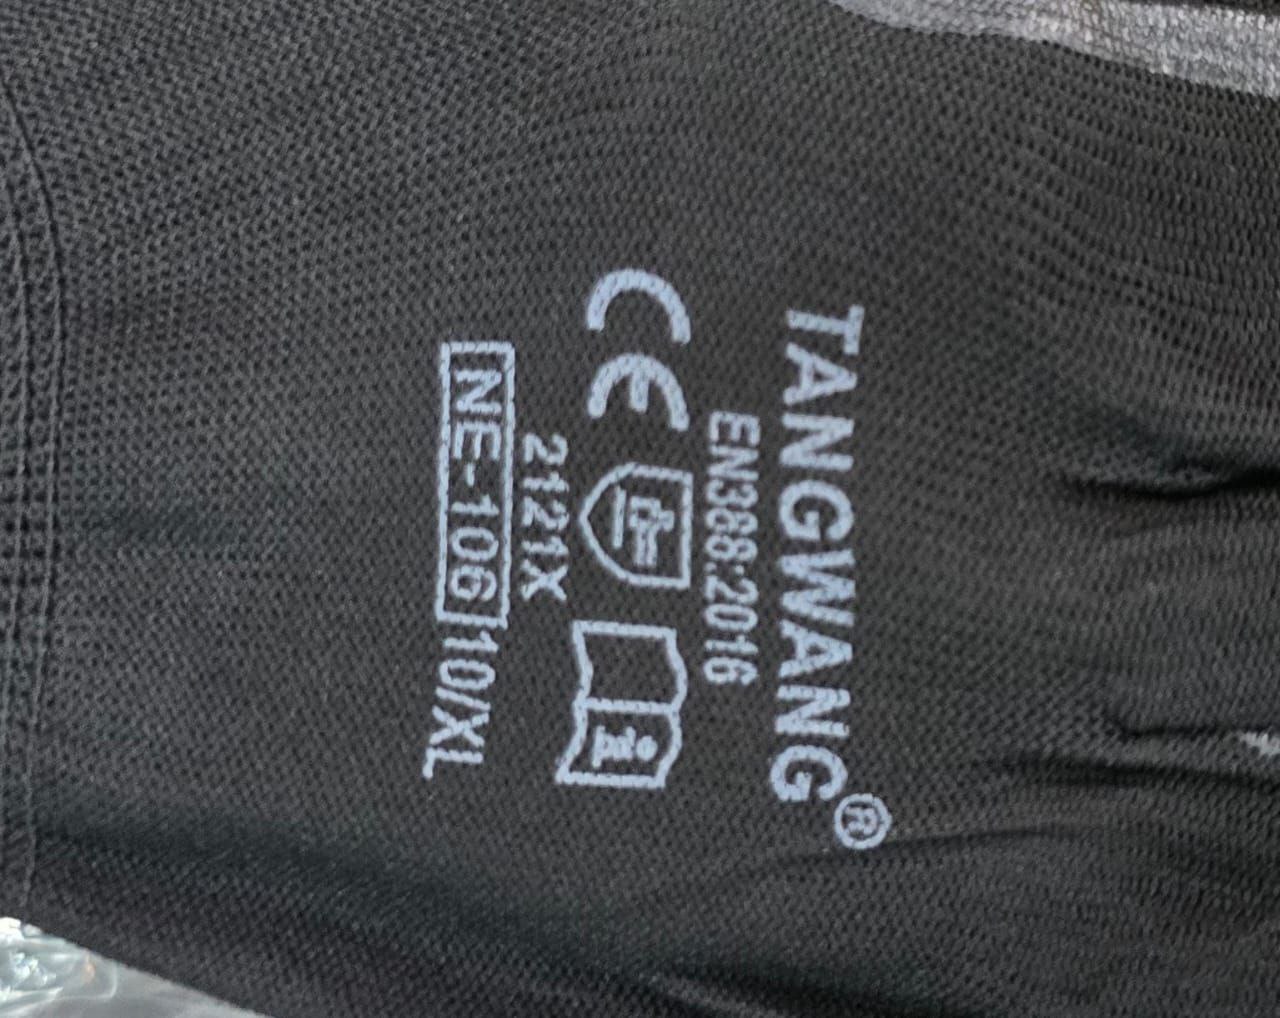 TANGWANG®
EN388:2016
CE
2121X
NE-106 10/XL